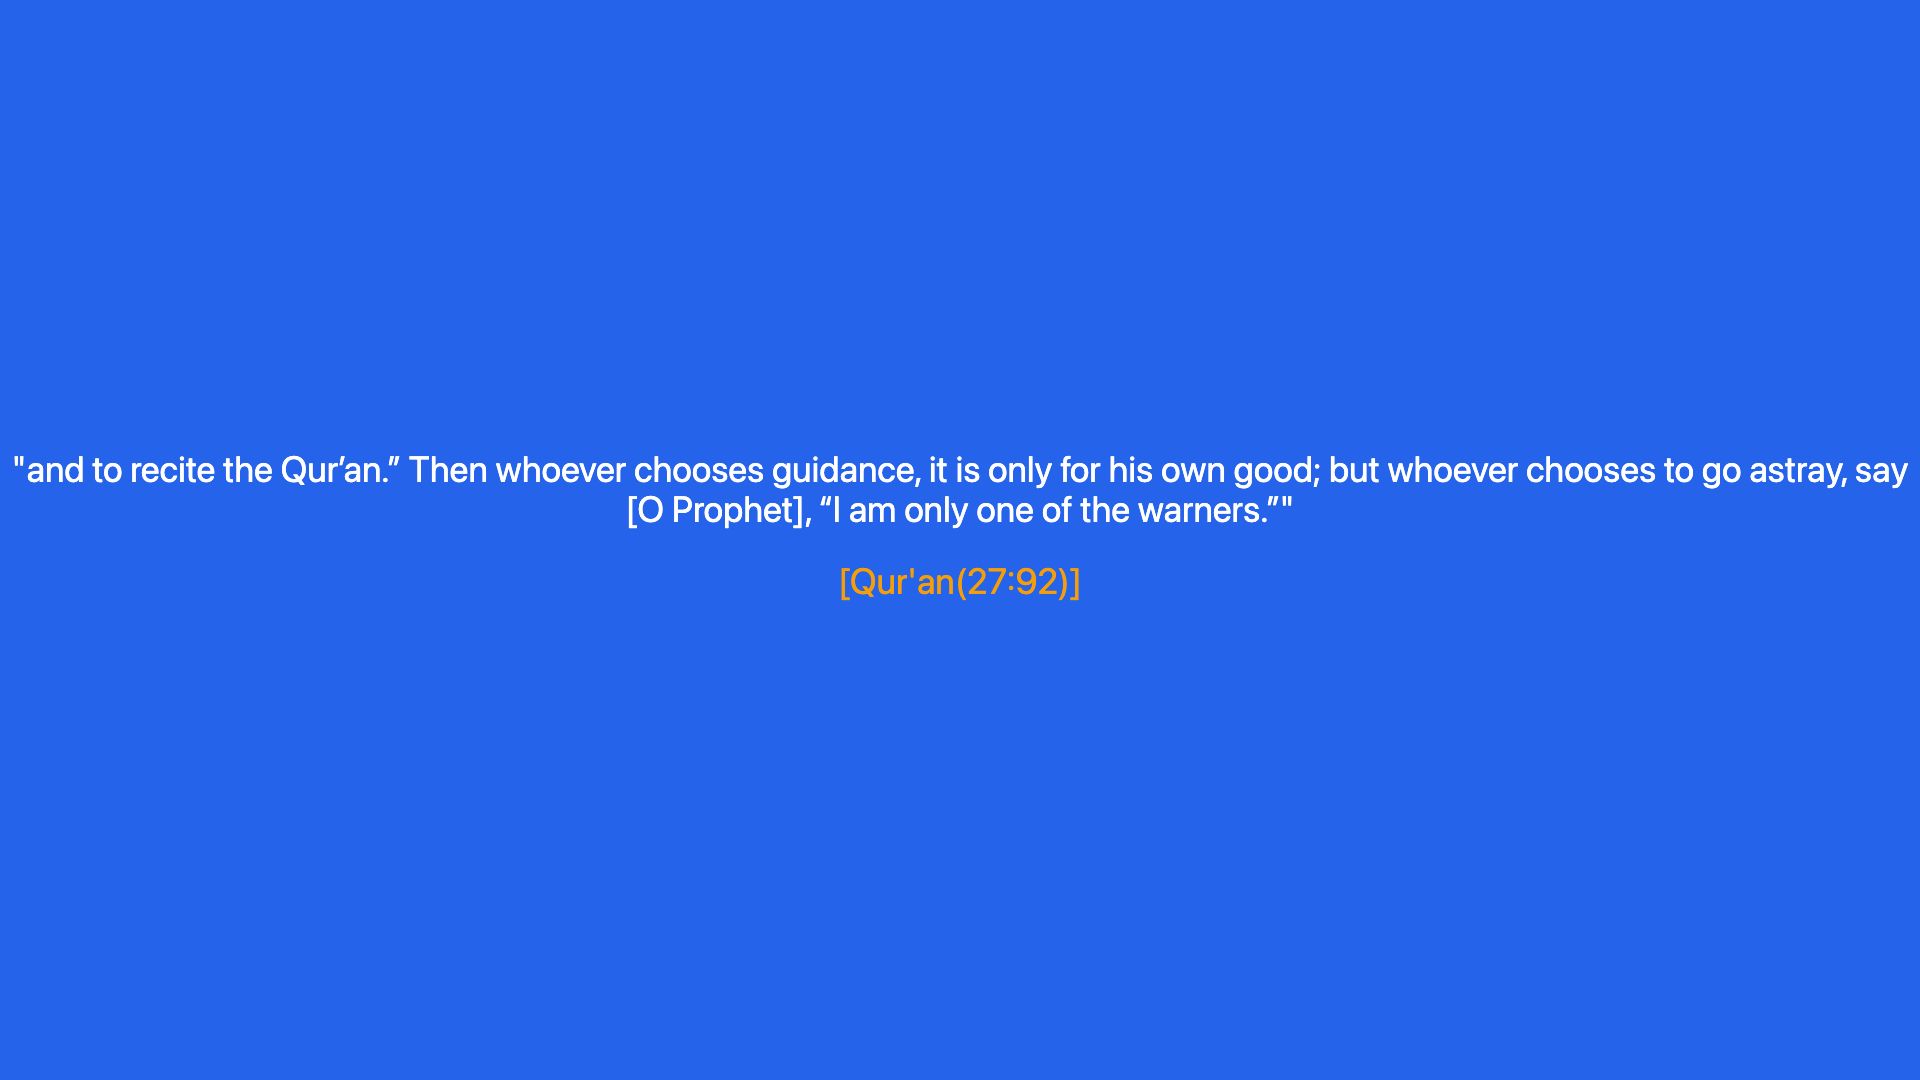 "and to recite the Qur’an.” Then whoever chooses guidance, it is only for his own good; but whoever chooses to go astray, say
[O Prophet], “I am only one of the warners.”"
[Qur'an(27:92)]